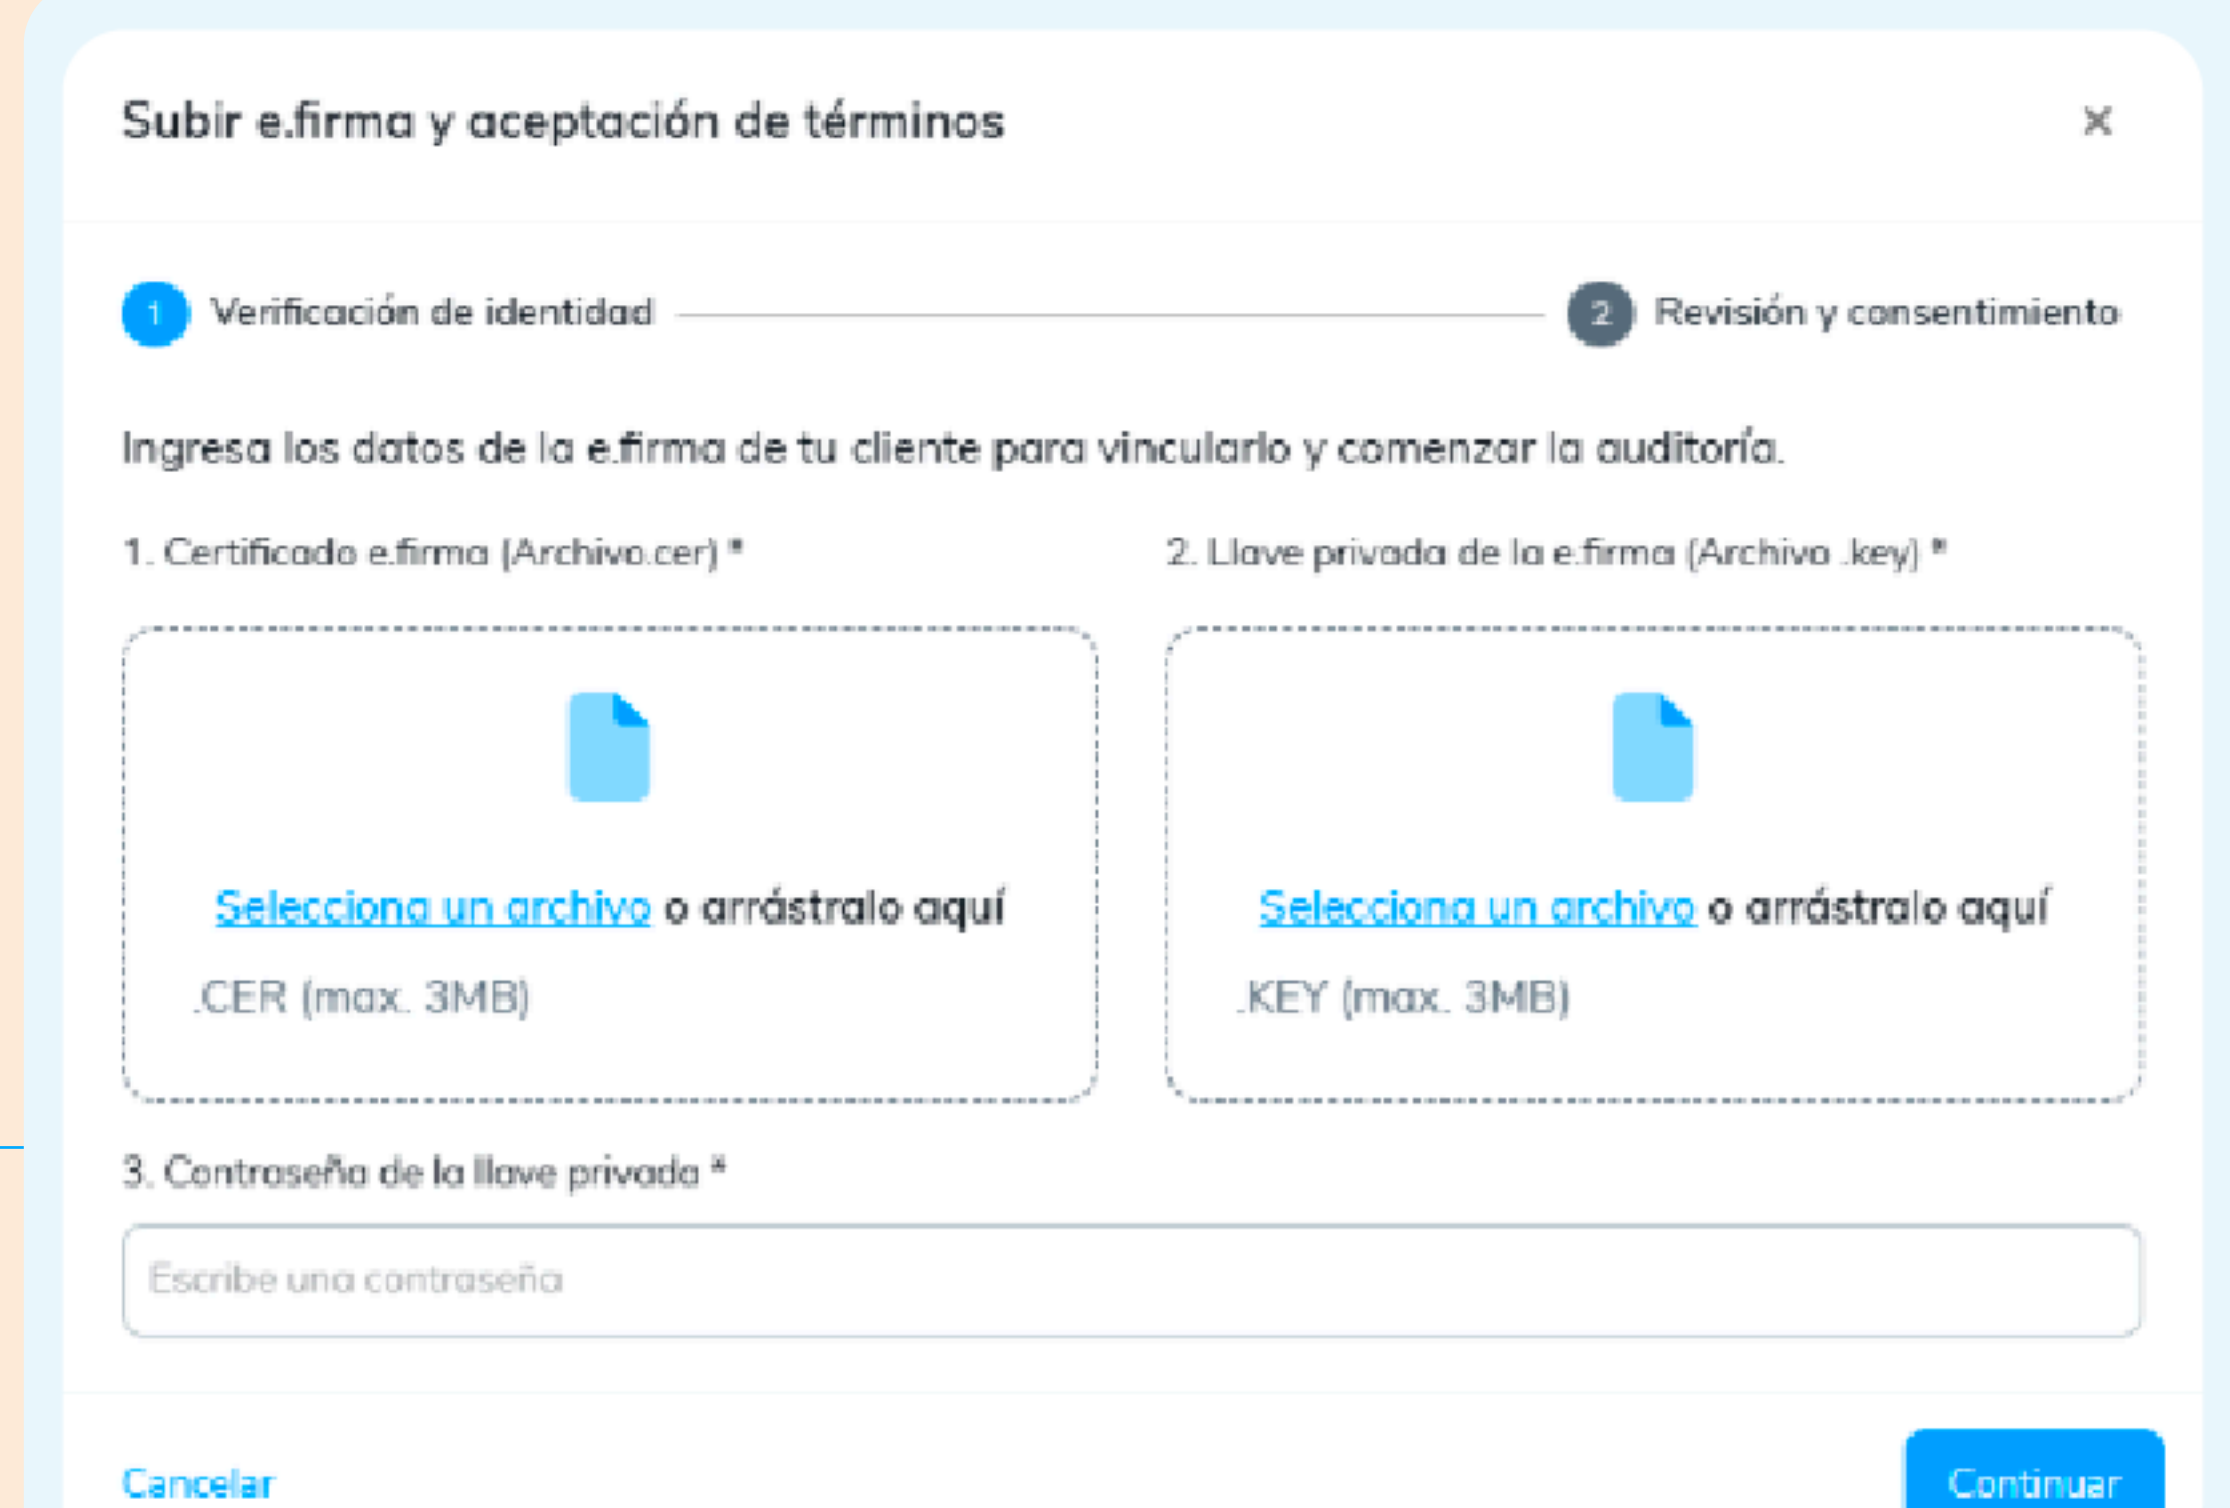 Subir e.firma y aceptación de términos
×
1 Verificación de identidad
2 Revisión y consentimiento
Ingresa los datos de la e.firma de tu cliente para vincularlo y comenzar la auditoría.
1. Certificado e.firma (Archivo.cer) *
2. Llave privada de la e.firma (Archivo .key) *
Selecciona un archivo o arrástralo aquí
.CER (max. 3MB)
Selecciona un archivo o arrástralo aquí
.KEY (max. 3MB)
3. Contraseña de la llave privada *
Escribe una contraseña
Cancelar
Continuar